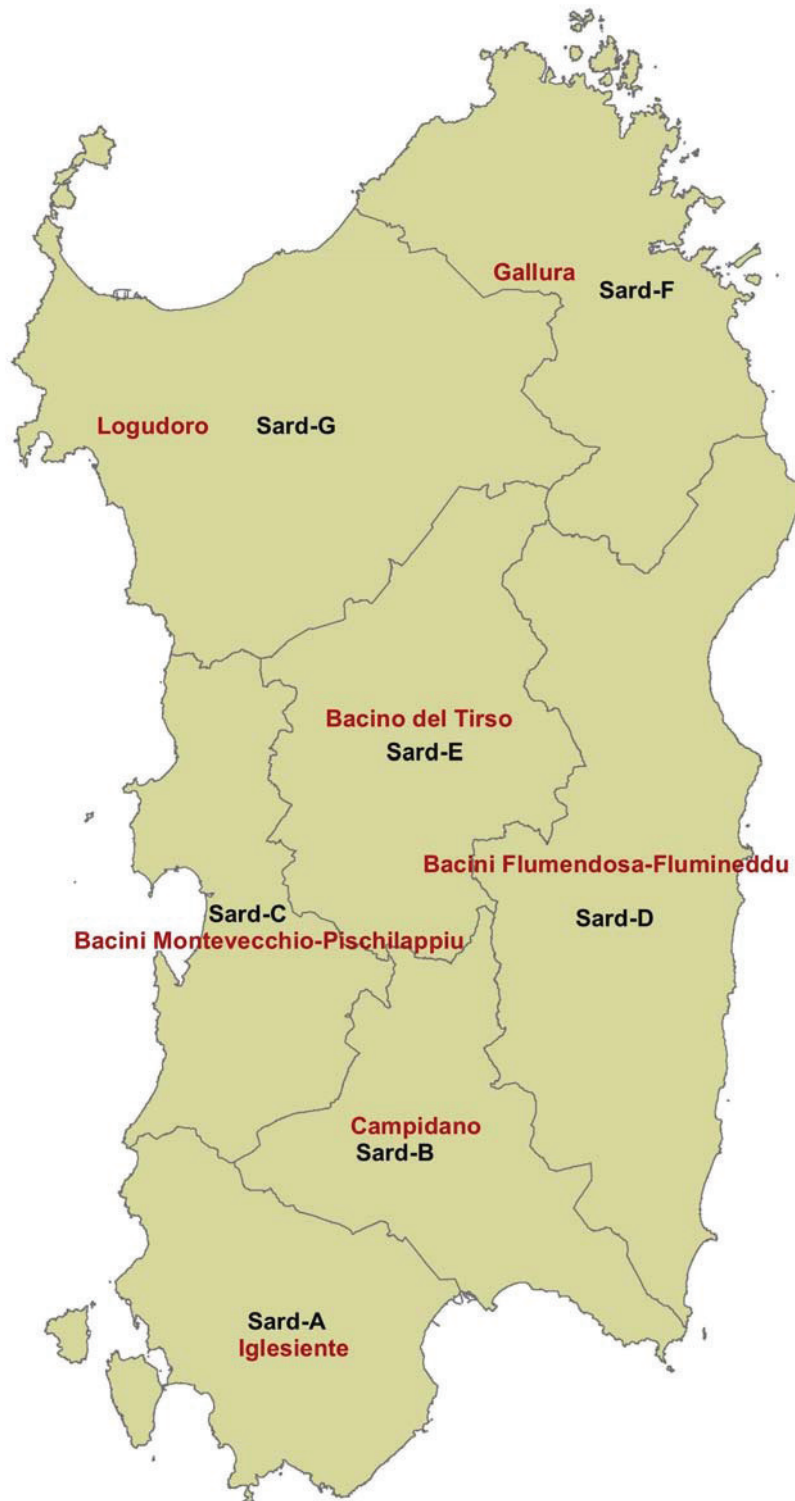 Gallura
Sard-F
Logudoro
Sard-G
Bacino del Tirso
Sard-E
Bacini Flumendosa-Flumineddu
Sard-D
Sard-C
Bacini Montevecchio-Pischilappiu
Campidano
Sard-B
Sard-A
Iglesiente